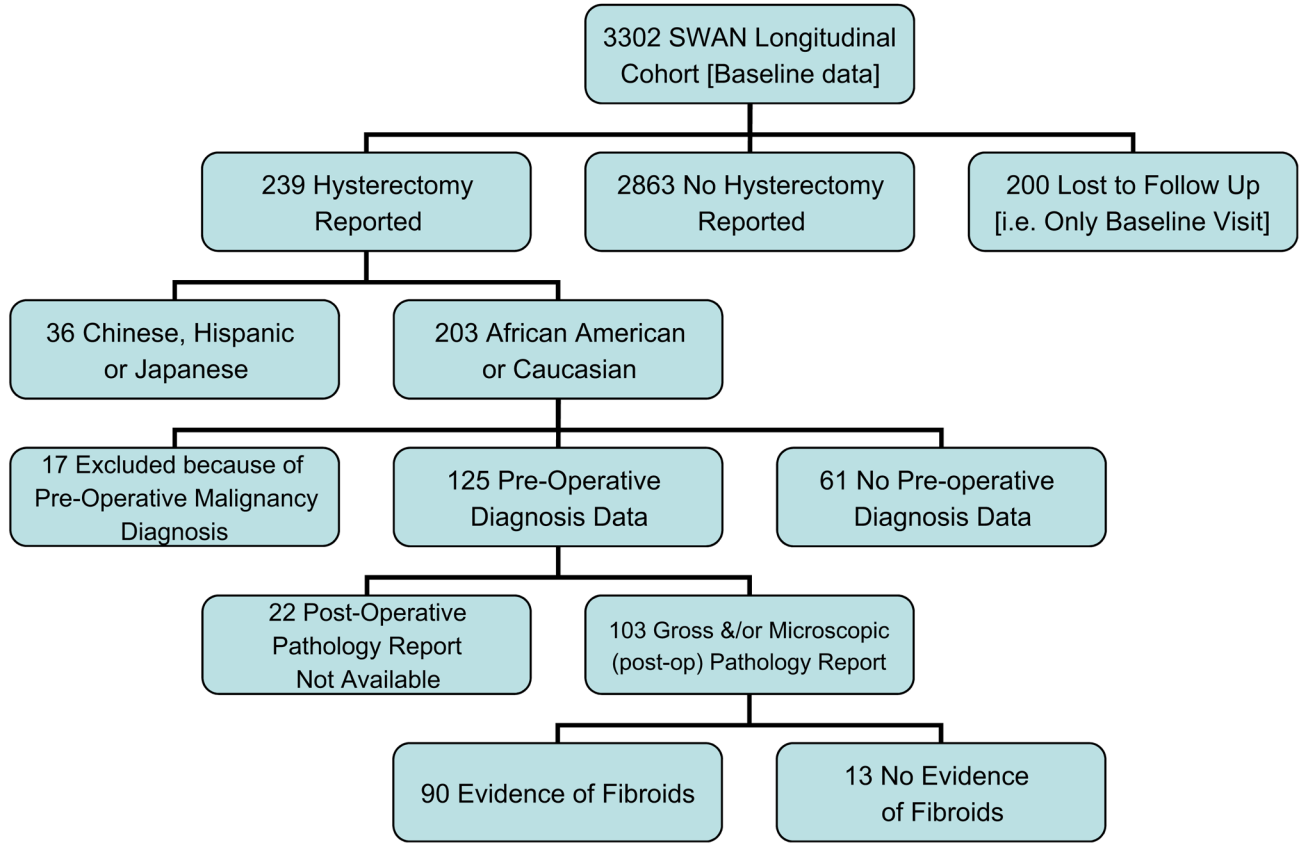 3302 SWAN Longitudinal
Cohort [Baseline data]
239 Hysterectomy
Reported
2863 No Hysterectomy
Reported
200 Lost to Follow Up
[i.e. Only Baseline Visit]
36 Chinese, Hispanic
or Japanese
203 African American
or Caucasian
17 Excluded because of
Pre-Operative Malignancy
Diagnosis
125 Pre-Operative
Diagnosis Data
61 No Pre-operative
Diagnosis Data
22 Post-Operative
Pathology Report
Not Available
103 Gross &/or Microscopic
(post-op) Pathology Report
90 Evidence of Fibroids
13 No Evidence
of Fibroids